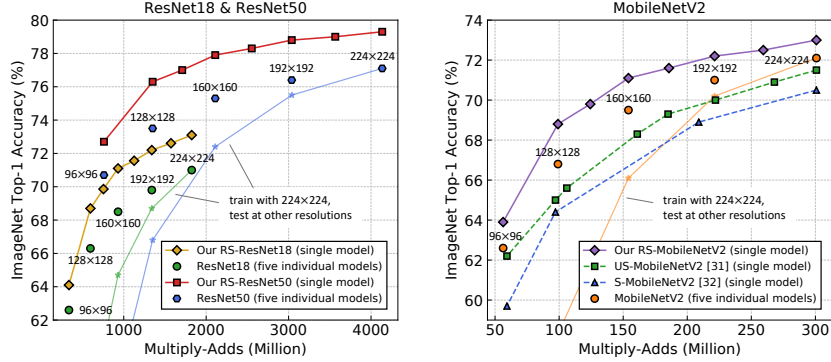 ResNet18 & ResNet50
ImageNet Top-1 Accuracy (%)
80
78
76
74
72
70
68
66
64
62
224×224
192×192
160×160
128×128
96×96
224×224
192×192
160×160
128×128
96×96
train with 224×224,
test at other resolutions
Our RS-ResNet18 (single model)
ResNet18 (five individual models)
Our RS-ResNet50 (single model)
ResNet50 (five individual models)
1000
2000
3000
4000
Multiply-Adds (Million)
MobileNetV2
ImageNet Top-1 Accuracy (%)
74
72
70
68
66
64
62
60
224×224
192×192
160×160
128×128
96×96
train with 224×224,
test at other resolutions
Our RS-MobileNetV2 (single model)
US-MobileNetV2 [31] (single model)
S-MobileNetV2 [32] (single model)
MobileNetV2 (five individual models)
50
100
150
200
250
300
Multiply-Adds (Million)